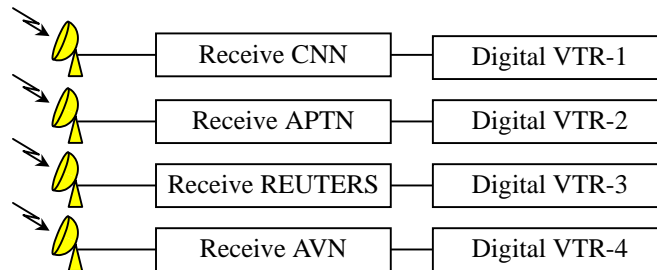 Receive CNN Digital VTR-1
Receive APTN Digital VTR-2
Receive REUTERS Digital VTR-3
Receive AVN Digital VTR-4